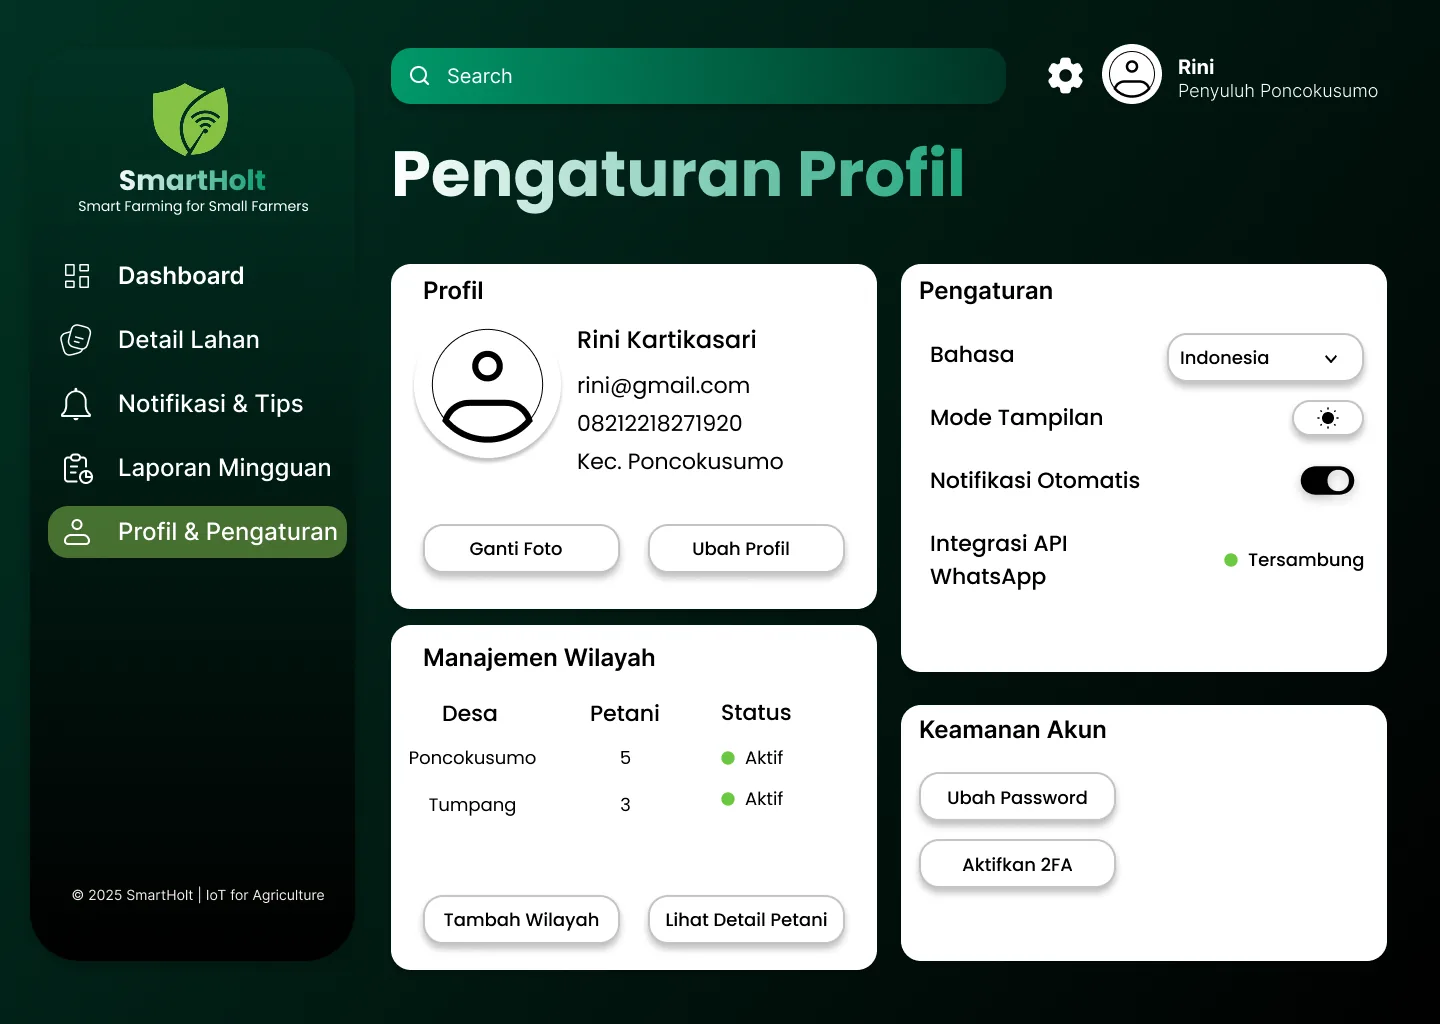 SmartHolt
Smart Farming for Small Farmers
Dashboard
Detail Lahan
Notifikasi & Tips
Laporan Mingguan
Profil & Pengaturan
© 2025 SmartHolt | IoT for Agriculture
Search
Rini
Penyuluh Poncokusumo
Pengaturan Profil
Profil
Rini Kartikasari
rini@gmail.com
08212218271920
Kec. Poncokusumo
Ganti Foto
Ubah Profil
Manajemen Wilayah
Desa Petani Status
Poncokusumo 5 Aktif
Tumpang 3 Aktif
Tambah Wilayah
Lihat Detail Petani
Pengaturan
Bahasa
Indonesia
Mode Tampilan
Notifikasi Otomatis
Integrasi API
WhatsApp
Tersambung
Keamanan Akun
Ubah Password
Aktifkan 2FA